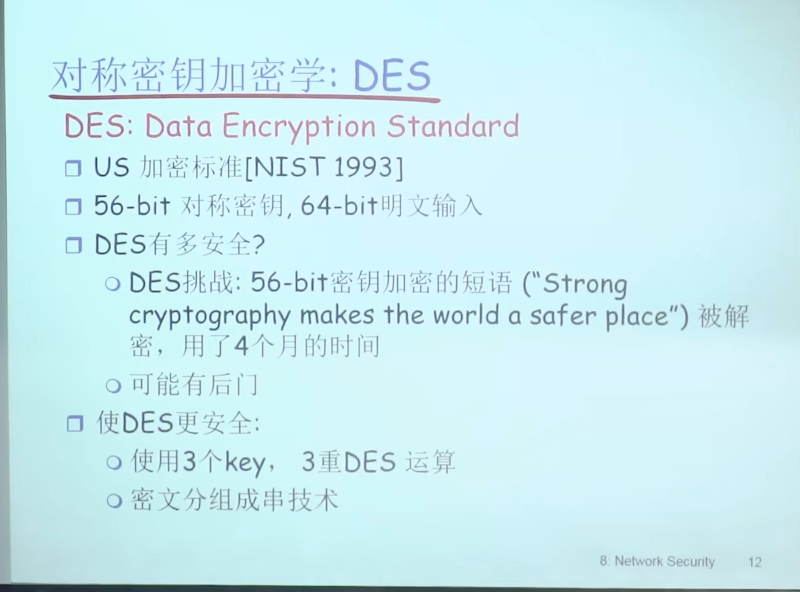 对称密钥加密学: DES
DES: Data Encryption Standard
US 加密标准[NIST 1993]
56-bit 对称密钥, 64-bit明文输入
DES有多安全?
DES挑战: 56-bit密钥加密的短语 (“Strong
cryptography makes the world a safer place”) 被解
密，用了4个月的时间
可能有后门
使DES更安全:
使用3个key， 3重DES 运算
密文分组成串技术
8: Network Security 12